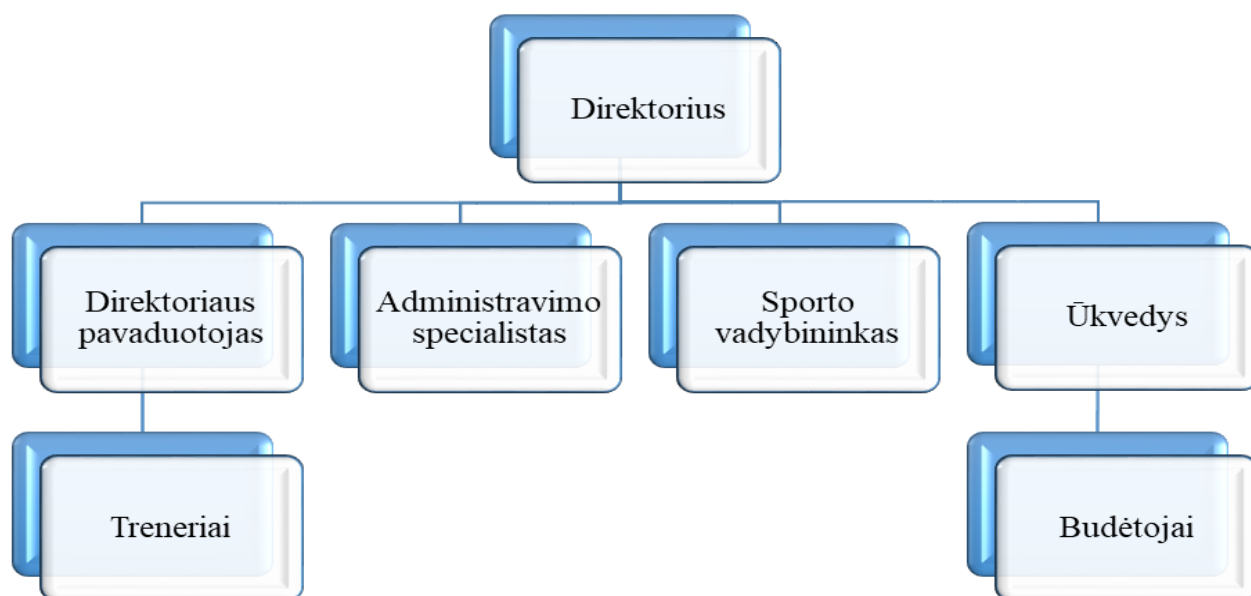 Direktorius
Direktoriaus
pavaduotojas
Administravimo
specialistas
Sporto
vadybininkas
Ūkvedys
Treneriai
Budėtojai